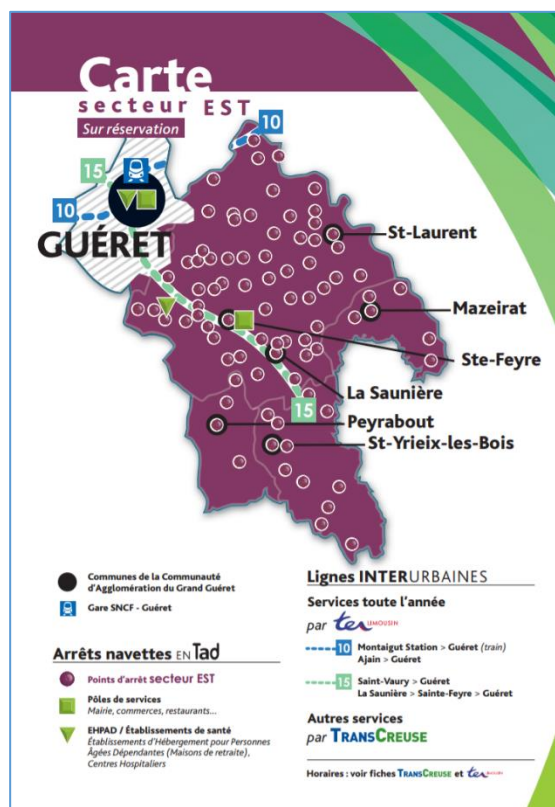 Carte
secteur EST
Sur réservation
10
15
10
GUÉRET
St-Laurent
Mazeirat
Ste-Feyre
La Saunière
15
Peyrabout
St-Yrieix-les-Bois
Communes de la Communauté
d'Agglomération du Grand Guéret
Gare SNCF - Guéret
Arrêts navettes EN Tad
Points d'arrêt secteur EST
Pôles de services
Mairie, commerces, restaurants...
EHPAD / Établissements de santé
Établissements d'Hébergement pour Personnes
Âgées Dépendantes (Maisons de retraite),
Centres Hospitaliers
Lignes INTERURBAINES
Services toute l'année
par ter LIMOUSIN
10 Montaigut Station > Guéret (train)
Ajain > Guéret
15 Saint-Vaury > Guéret
La Saunière > Sainte-Feyre > Guéret
Autres services
par TRANSCREUSE
Horaires : voir fiches TRANSCREUSE et ter